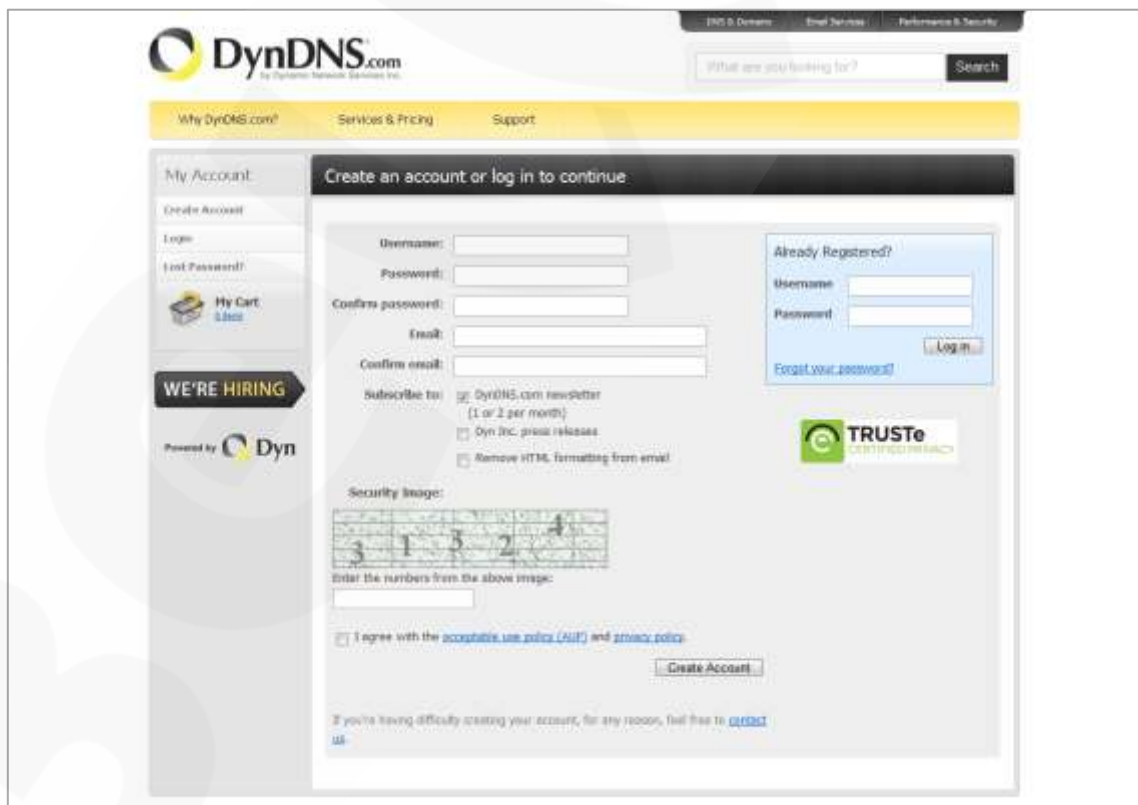 DNS & Domains Email Services Performance & Security
DynDNS.com
by Dynamic Network Services Inc.
What are you looking for? Search
Why DynDNS.com? Services & Pricing Support
My Account
Create Account
Login
Lost Password?
My Cart
WE'RE HIRING
Powered by Dyn
Create an account or log in to continue
Username:
Password:
Confirm password:
Email:
Confirm email:
Subscribe to: DynDNS.com newsletter
(1 or 2 per month)
Dyn Inc. press releases
Remove HTML formatting from email
Security Image:
3 1 3 2 4
Enter the numbers from the above image:
I agree with the acceptable use policy (AUP) and privacy policy.
Create Account
If you're having difficulty creating your account, for any reason, feel free to contact
us.
Already Registered?
Username
Password
Log in
Forgot your password?
TRUSTe
CERTIFIED PRIVACY